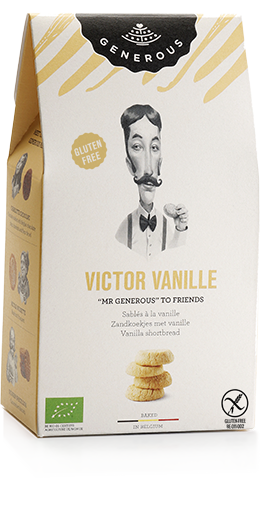 GENEROUS
GLUTEN
FREE
VICTOR VANILLE
"MR GENEROUS" TO FRIENDS
Sablés à la vanille
Zandkoekjes met vanille
Vanilla shortbread
BAKED
IN BELGIUM
GLUTEN-FREE